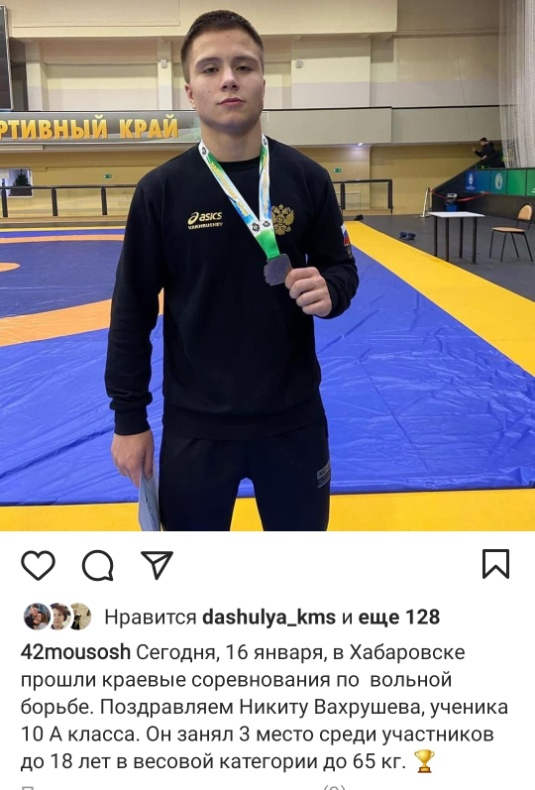 РТИВНЫЙ КРАЙ
asics
VAKHRUSHEV
Нравится dashulya_kms и еще 128
42mousosh Сегодня, 16 января, в Хабаровске
прошли краевые соревнования по вольной
борьбе. Поздравляем Никиту Вахрушева, ученика
10 А класса. Он занял 3 место среди участников
до 18 лет в весовой категории до 65 кг. 🏆